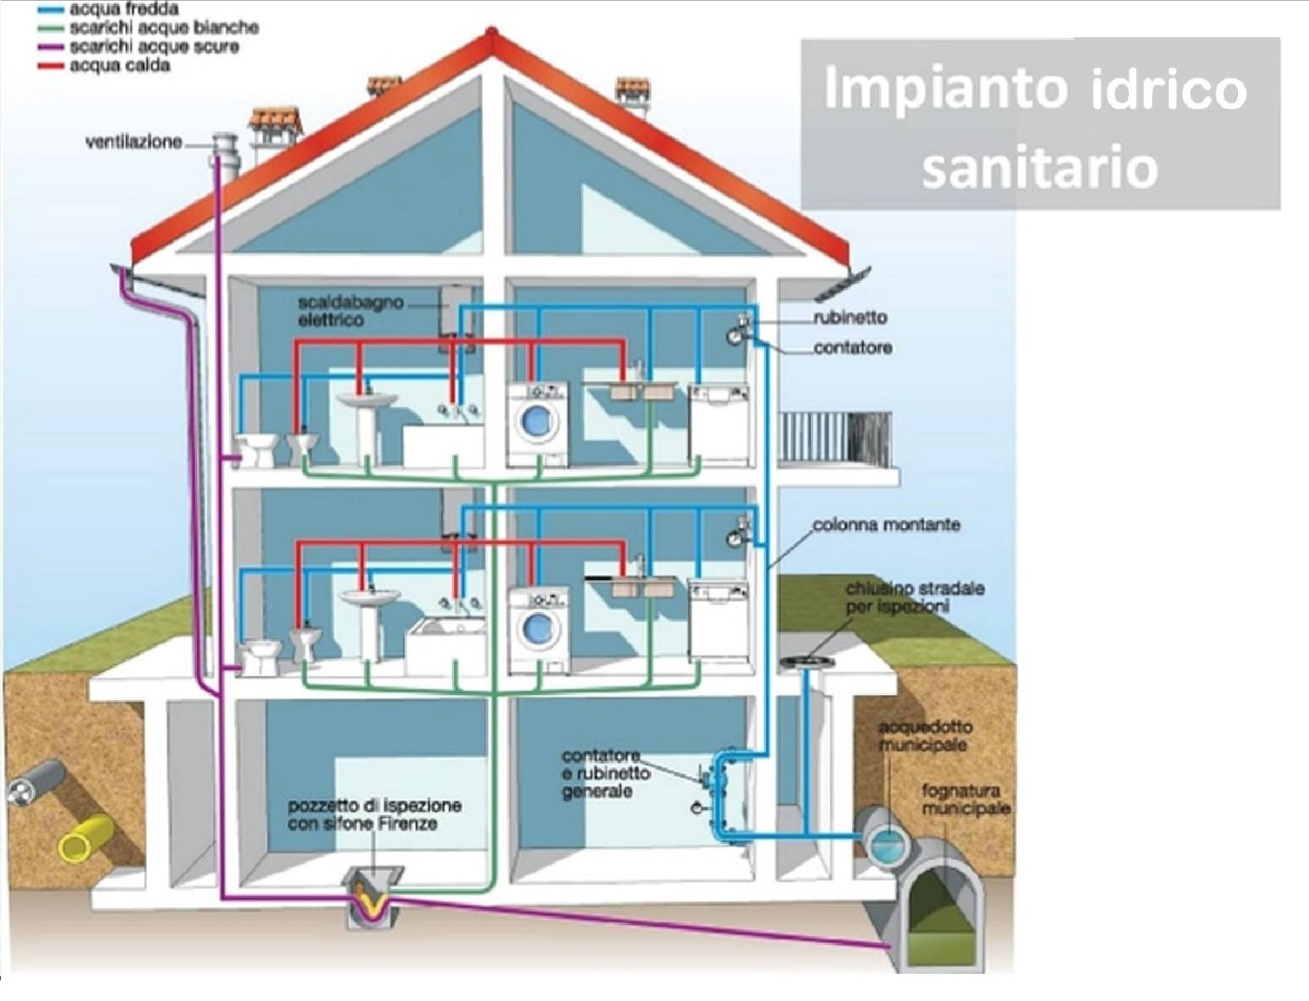 acqua fredda
scarichi acque bianche
scarichi acque scure
acqua calda
Impianto idrico
sanitario
ventilazione
scaldabagno
elettrico
rubinetto
contatore
colonna montante
chiusino stradale
per ispezioni
acquedotto
municipale
contatore
e rubinetto
generale
fognatura
municipale
pozzetto di ispezione
con sifone Firenze